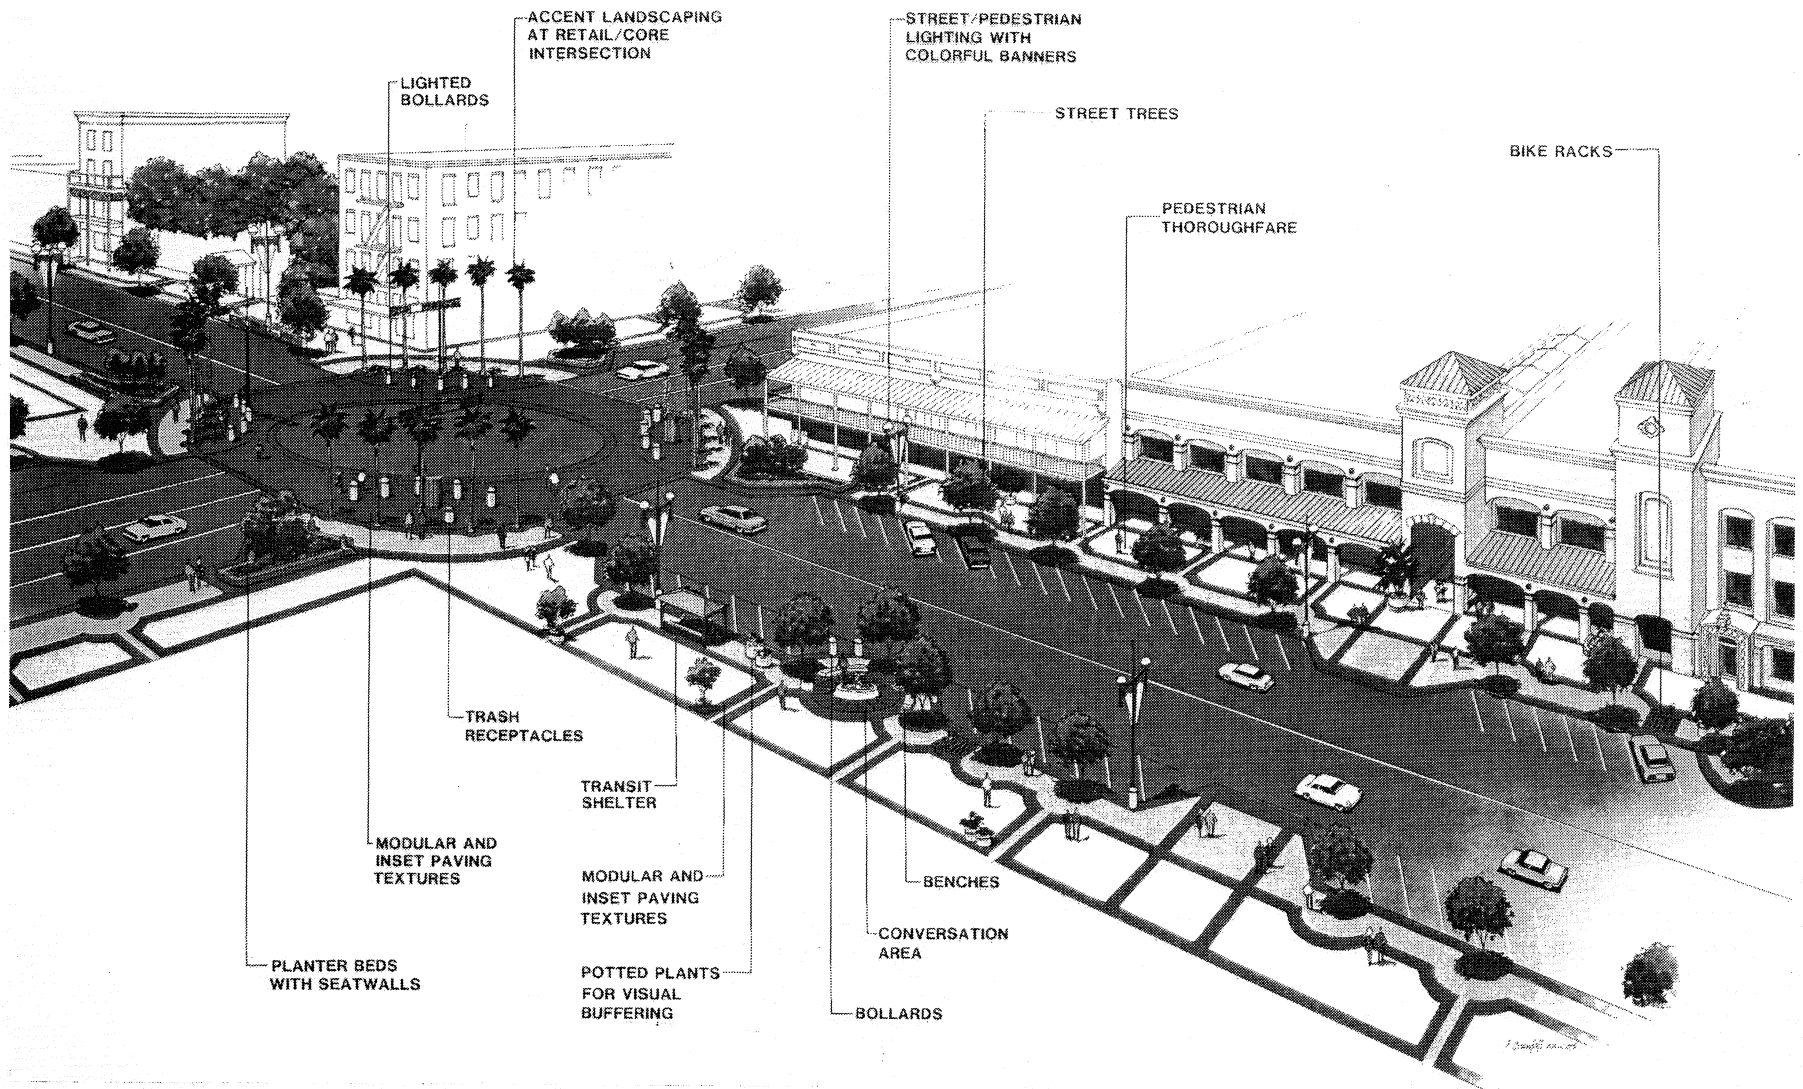 ACCENT LANDSCAPING
AT RETAIL/CORE
INTERSECTION
STREET/PEDESTRIAN
LIGHTING WITH
COLORFUL BANNERS
LIGHTED
BOLLARDS
STREET TREES
BIKE RACKS
PEDESTRIAN
THOROUGHFARE
TRASH
RECEPTACLES
TRANSIT
SHELTER
MODULAR AND
INSET PAVING
TEXTURES
MODULAR AND
INSET PAVING
TEXTURES
BENCHES
CONVERSATION
AREA
PLANTER BEDS
WITH SEATWALLS
POTTED PLANTS
FOR VISUAL
BUFFERING
BOLLARDS